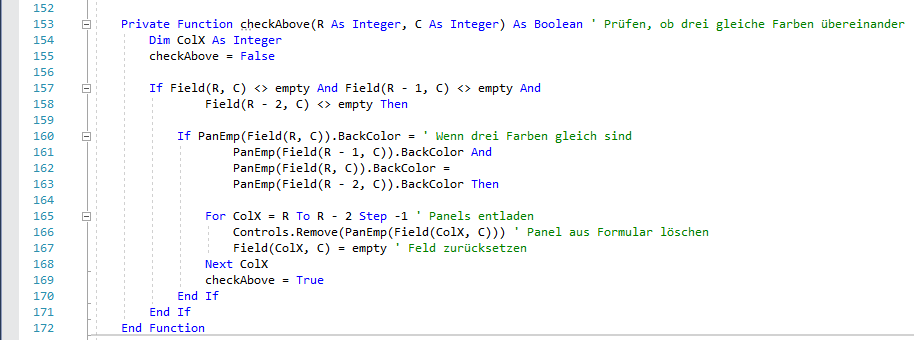 152
153 Private Function checkAbove(R As Integer, C As Integer) As Boolean ' Prüfen, ob drei gleiche Farben übereinander
154 Dim ColX As Integer
155 checkAbove = False
156
157 If Field(R, C) <> empty And Field(R - 1, C) <> empty And
158 Field(R - 2, C) <> empty Then
159
160 If PanEmp(Field(R, C)).BackColor = ' Wenn drei Farben gleich sind
161 PanEmp(Field(R - 1, C)).BackColor And
162 PanEmp(Field(R, C)).BackColor =
163 PanEmp(Field(R - 2, C)).BackColor Then
164
165 For ColX = R To R - 2 Step -1 ' Panels entladen
166 Controls.Remove(PanEmp(Field(ColX, C))) ' Panel aus Formular löschen
167 Field(ColX, C) = empty ' Feld zurücksetzen
168 Next ColX
169 checkAbove = True
170 End If
171 End If
172 End Function